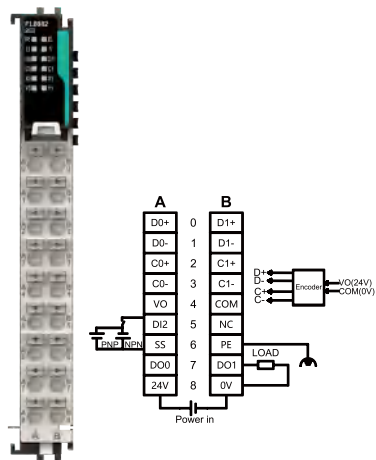 A B
D0+ 0 D1+
D0- 1 D1-
C0+ 2 C1+
C0- 3 C1-
VO 4 COM
DI2 5 NC
SS 6 PE
DO0 7 DO1
24V 8 0V
PNP NPN
LOAD
Power in
D+
D-
C+
C-
Encoder
VO(24V)
COM(0V)
A B